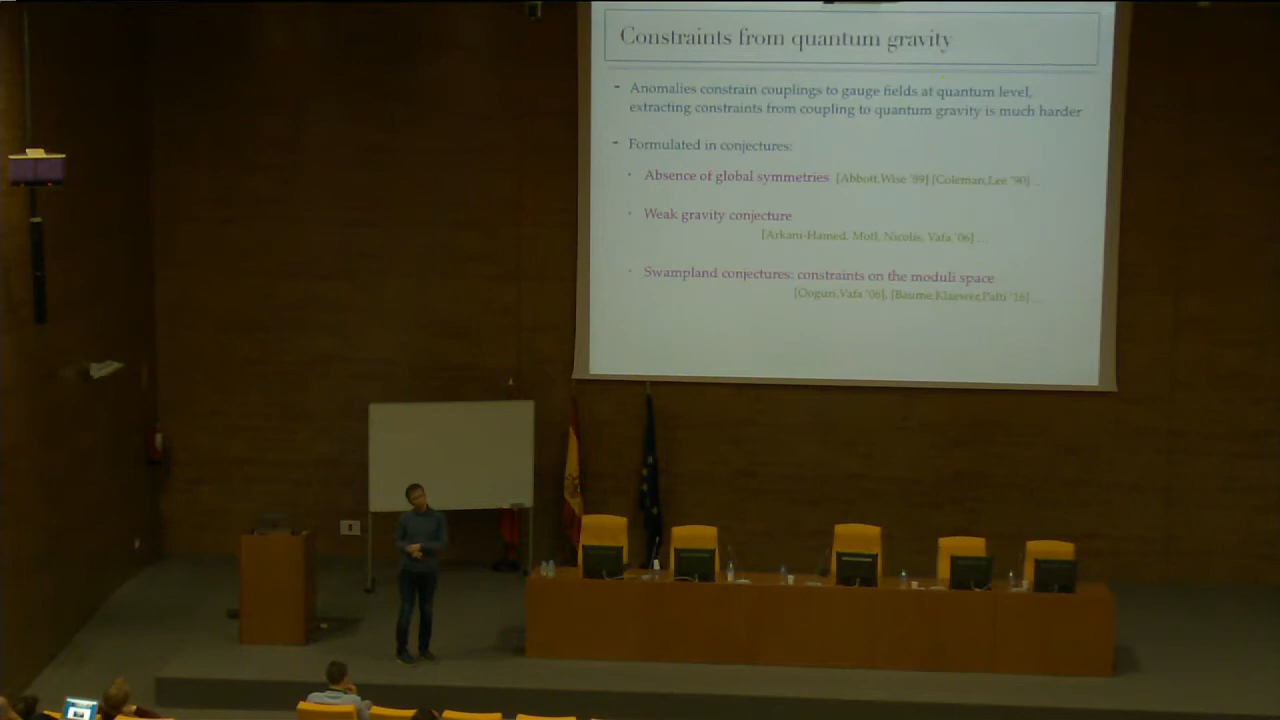 Constraints from quantum gravity
- Anomalies constrain couplings to gauge fields at quantum level,
extracting constraints from coupling to quantum gravity is much harder
- Formulated in conjectures:
· Absence of global symmetries [Abbott,Wise '89] [Coleman,Lee '90] ...
· Weak gravity conjecture
[Arkani-Hamed, Motl, Nicolis, Vafa '06] ...
· Swampland conjectures: constraints on the moduli space
[Ooguri,Vafa '06], [Baume,Klaewer,Palti '16] ...